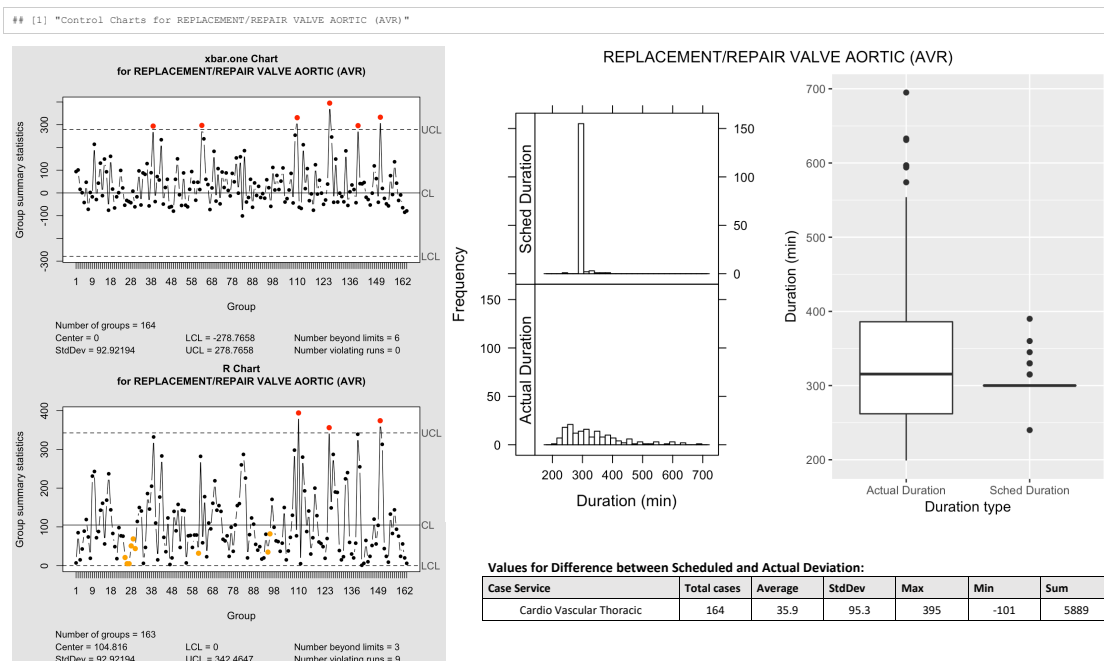 ## [1] "Control Charts for REPLACEMENT/REPAIR VALVE AORTIC (AVR)"
xbar.one Chart
for REPLACEMENT/REPAIR VALVE AORTIC (AVR)
Group summary statistics
300
100
0
-100
-300
UCL
CL
LCL
1 9 18 28 38 48 58 68 78 88 98 110 123 136 149 162
Group
Number of groups = 164
Center = 0 LCL = -278.7658 Number beyond limits = 6
StdDev = 92.92194 UCL = 278.7658 Number violating runs = 0
R Chart
for REPLACEMENT/REPAIR VALVE AORTIC (AVR)
Group summary statistics
400
300
200
100
0
UCL
CL
LCL
1 9 18 28 38 48 58 68 78 88 98 110 123 136 149 162
Group
Number of groups = 163
Center = 104.816 LCL = 0 Number beyond limits = 3
StdDev = 92.92194 UCL = 342.4647 Number violating runs = 9
REPLACEMENT/REPAIR VALVE AORTIC (AVR)
Frequency
Sched Duration
150
100
50
0
Actual Duration
150
100
50
0
200 300 400 500 600 700
Duration (min)
Duration (min)
700
600
500
400
300
200
Actual Duration Sched Duration
Duration type
Values for Difference between Scheduled and Actual Deviation:
Case Service Total cases Average StdDev Max Min Sum
Cardio Vascular Thoracic 164 35.9 95.3 395 -101 5889